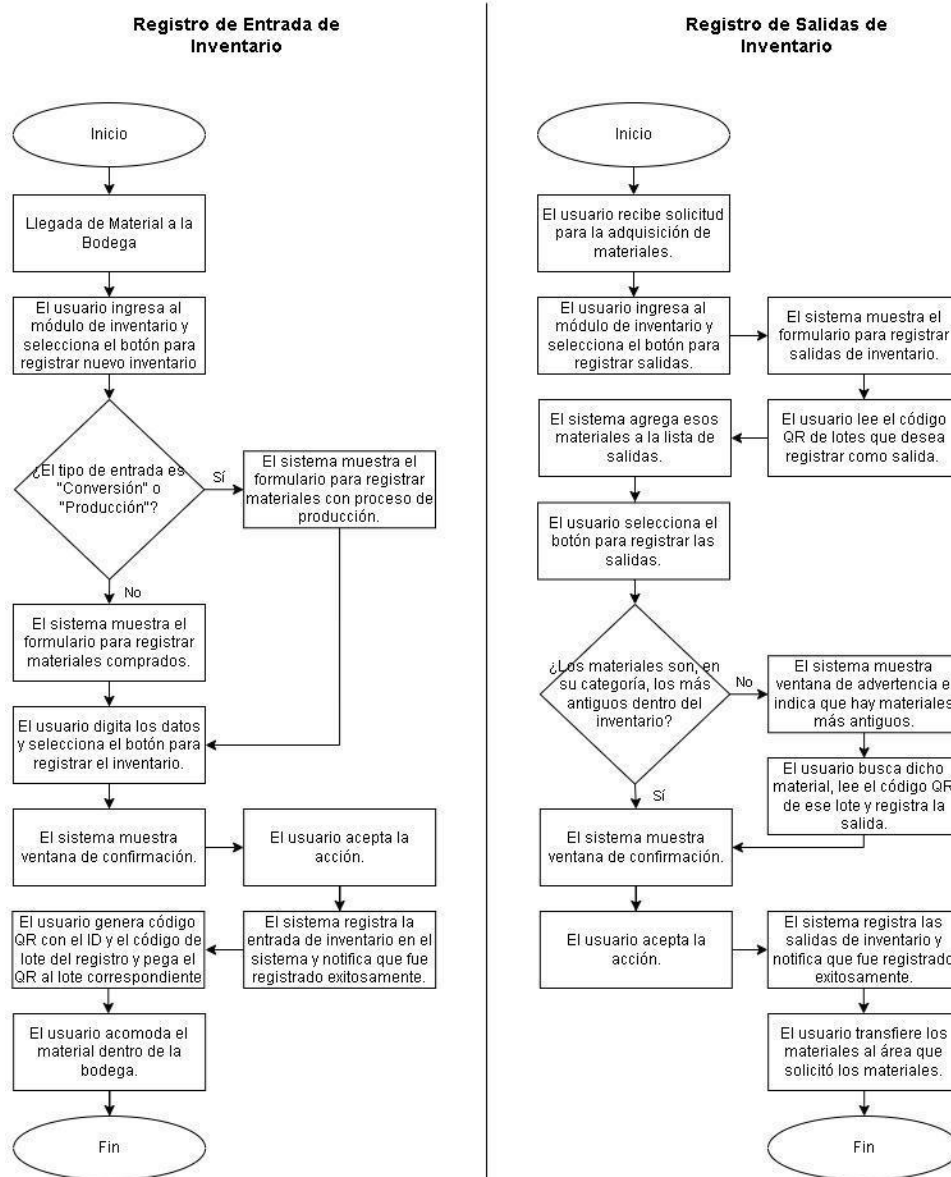 Registro de Entrada de
Inventario
Inicio
Llegada de Material a la
Bodega
El usuario ingresa al
módulo de inventario y
selecciona el botón para
registrar nuevo inventario
¿El tipo de entrada es
"Conversión" o
"Producción"?
Sí
El sistema muestra el
formulario para registrar
materiales con proceso de
producción.
No
El sistema muestra el
formulario para registrar
materiales comprados.
El usuario digita los datos
y selecciona el botón para
registrar el inventario.
El sistema muestra
ventana de confirmación.
El usuario acepta la
acción.
El sistema registra la
entrada de inventario en el
sistema y notifica que fue
registrado exitosamente.
El usuario genera código
QR con el ID y el código de
lote del registro y pega el
QR al lote correspondiente
El usuario acomoda el
material dentro de la
bodega.
Fin
Registro de Salidas de
Inventario
Inicio
El usuario recibe solicitud
para la adquisición de
materiales.
El usuario ingresa al
módulo de inventario y
selecciona el botón para
registrar salidas.
El sistema muestra el
formulario para registrar
salidas de inventario.
El usuario lee el código
QR de lotes que desea
registrar como salida.
El sistema agrega esos
materiales a la lista de
salidas.
El usuario selecciona el
botón para registrar las
salidas.
¿Los materiales son, en
su categoría, los más
antiguos dentro del
inventario?
No
El sistema muestra
ventana de advertencia e
indica que hay materiales
más antiguos.
El usuario busca dicho
material, lee el código QR
de ese lote y registra la
salida.
Sí
El sistema muestra
ventana de confirmación.
El usuario acepta la
acción.
El sistema registra las
salidas de inventario y
notifica que fue registrado
exitosamente.
El usuario transfiere los
materiales al área que
solicitó los materiales.
Fin